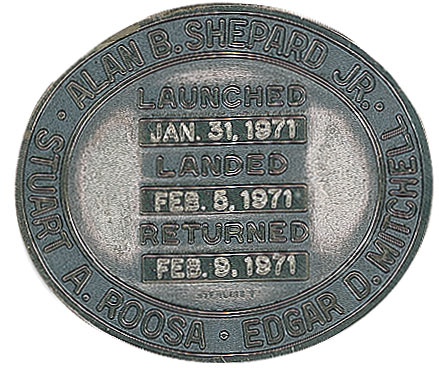 · ALAN B. SHEPARD JR. ·
EDGAR D. MITCHELL ·
STUART A. ROOSA
LAUNCHED
JAN. 31, 1971
LANDED
FEB. 5, 1971
RETURNED
FEB. 9, 1971